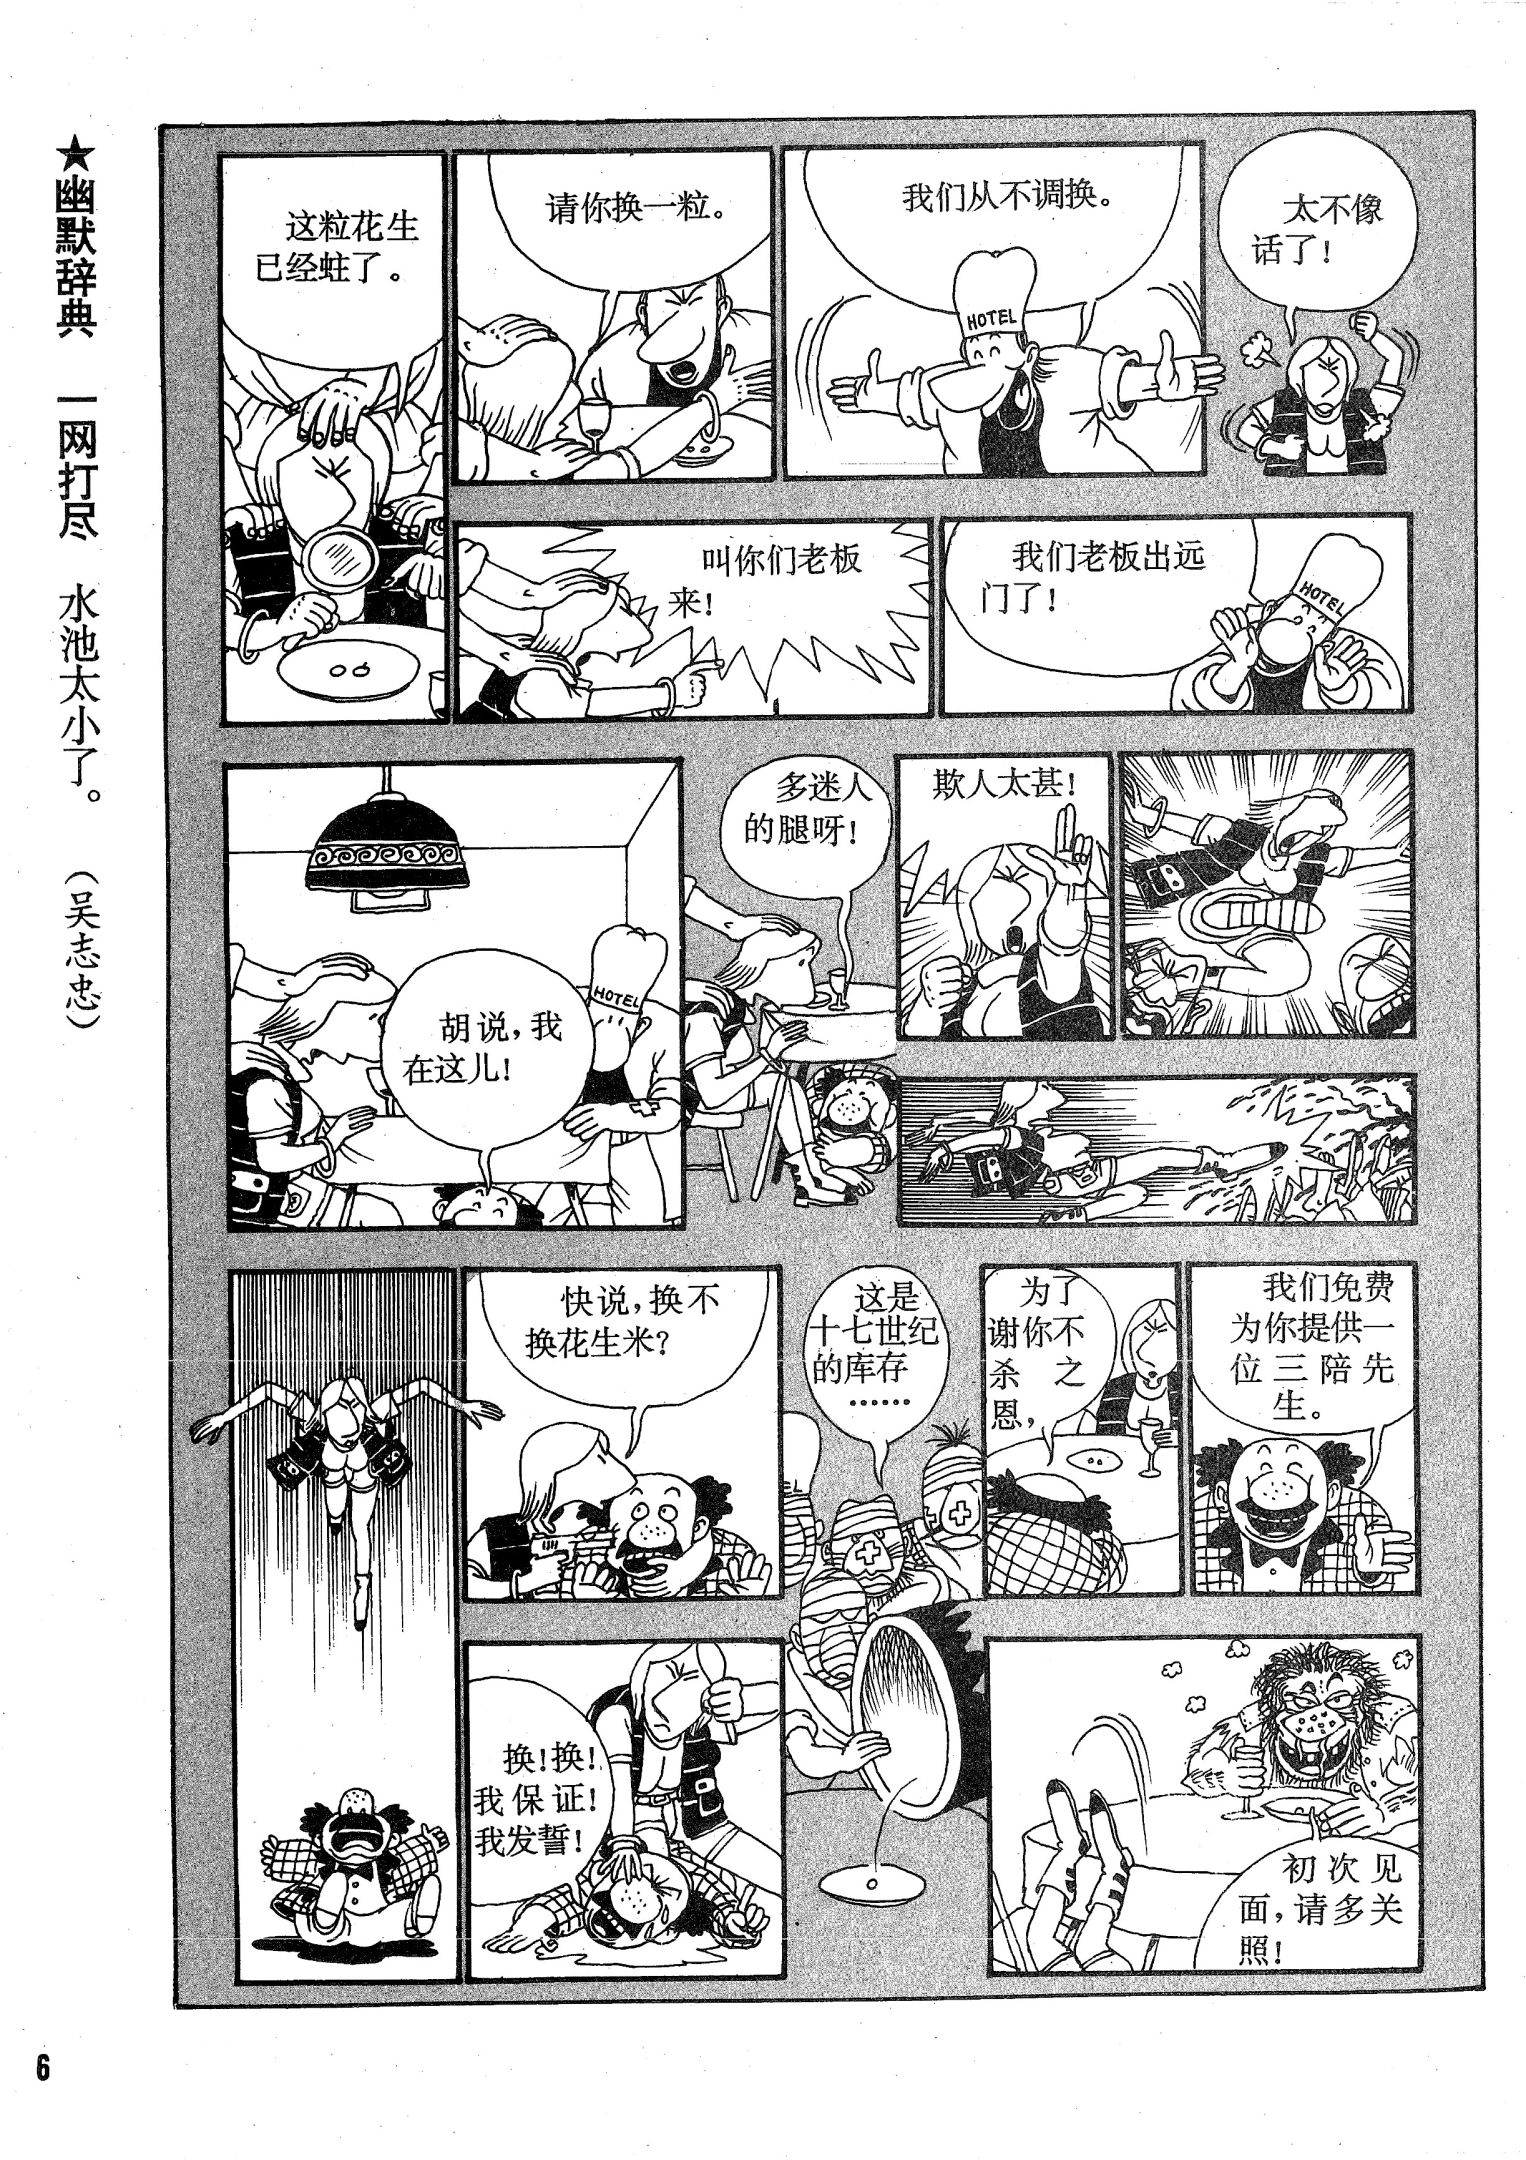 ★幽默辞典 一网打尽 水池太小了。 （吴志忠）
这粒花生
已经蛀了。
请你换一粒。
我们从不调换。
HOTEL
太不像
话了!
叫你们老板
来!
我们老板出远
门了!
HOTEL
胡说,我
在这儿!
HOTEL
多迷人
的腿呀!
欺人太甚!
快说,换不
换花生米?
换!换!
我保证!
我发誓!
这是
十七世纪
的库存
……
为了
谢你不
杀之
恩,
我们免费
为你提供一
位三陪先
生。
初次见
面,请多关
照!
6